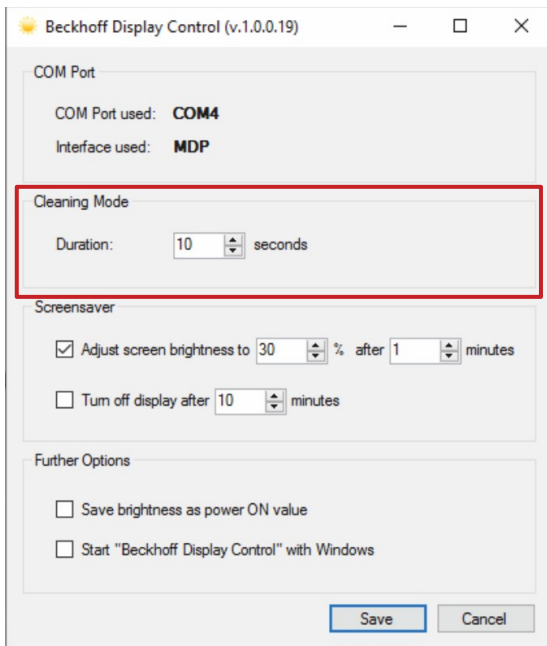 Beckhoff Display Control (v.1.0.0.19)
COM Port
COM Port used: COM4
Interface used: MDP
Cleaning Mode
Duration: 10 seconds
Screensaver
Adjust screen brightness to 30 % after 1 minutes
Turn off display after 10 minutes
Further Options
Save brightness as power ON value
Start "Beckhoff Display Control" with Windows
Save Cancel